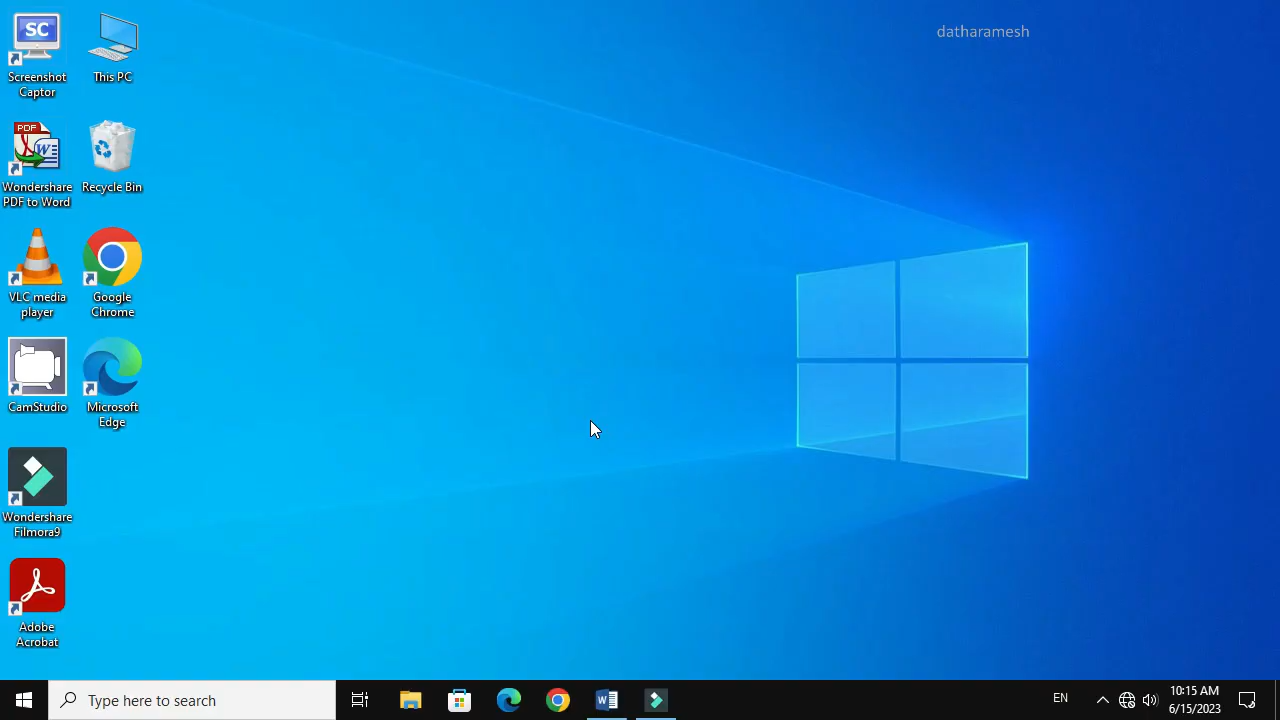 datharamesh
SC
Screenshot
Captor
This PC
PDF
W
Wondershare
PDF to Word
Recycle Bin
VLC media
player
Google
Chrome
CamStudio
Microsoft
Edge
Wondershare
Filmora9
Adobe
Acrobat
Type here to search
W
EN
10:15 AM
6/15/2023